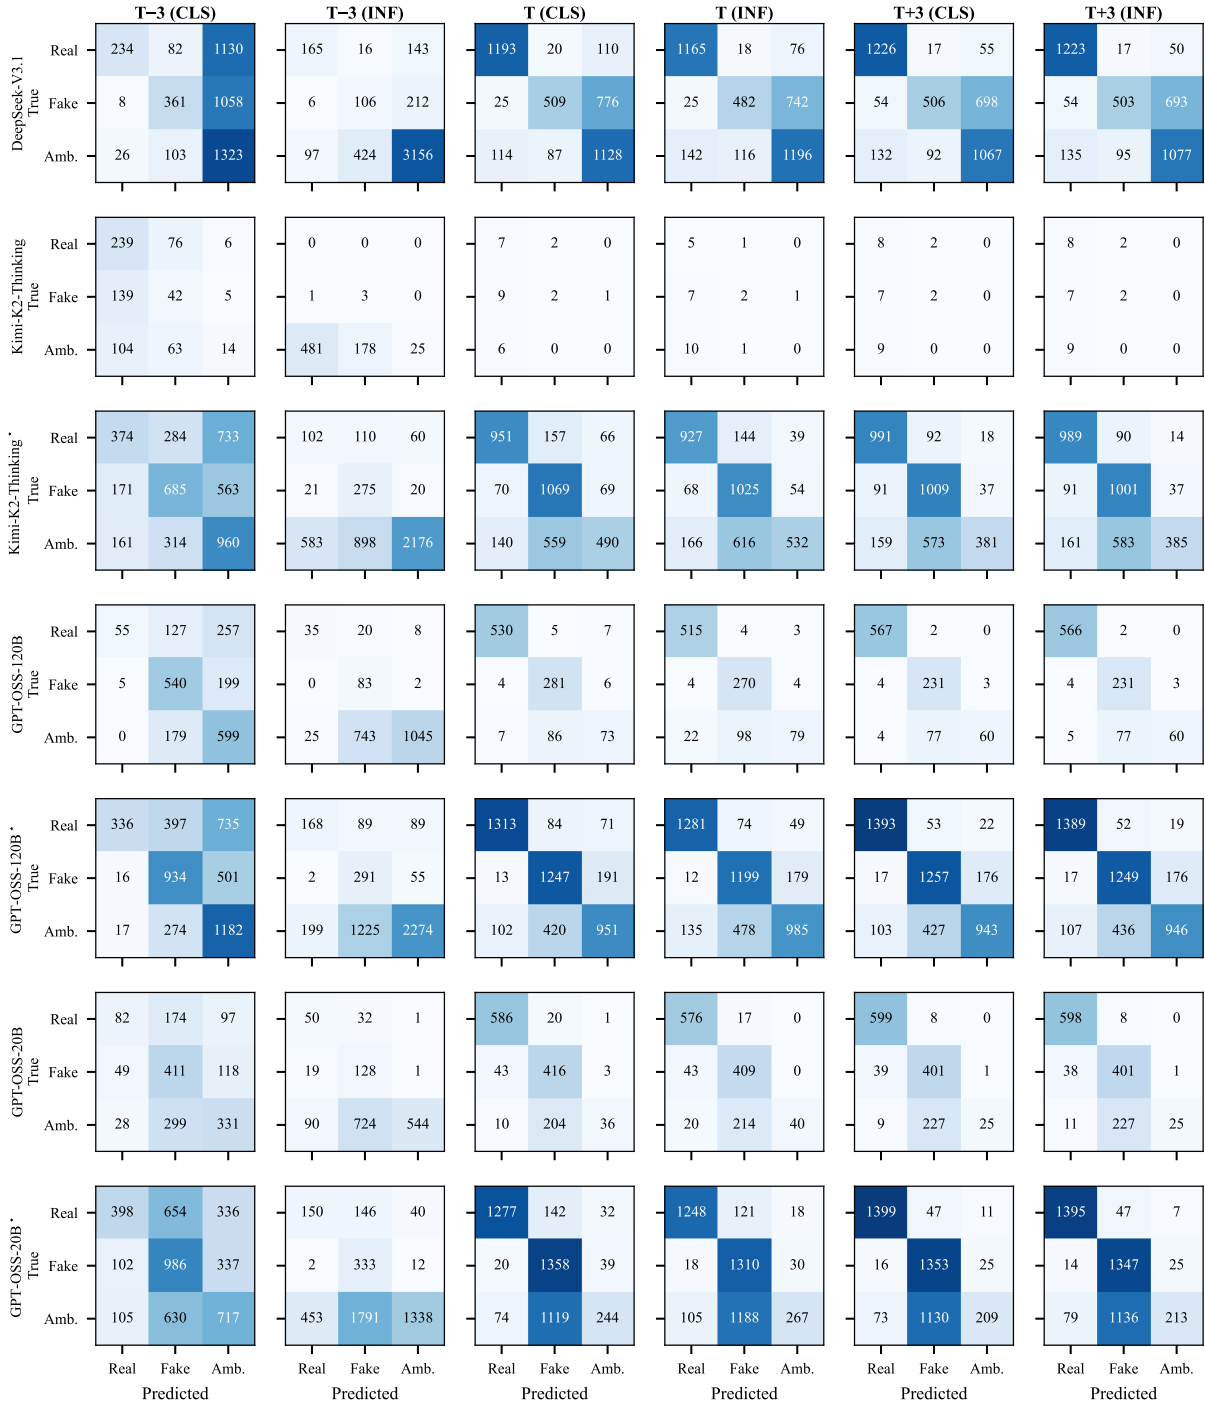 T−3 (CLS) T−3 (INF) T (CLS) T (INF) T+3 (CLS) T+3 (INF)
DeepSeek-V3.1
True
Real 234 82 1130 165 16 143 1193 20 110 1165 18 76 1226 17 55 1223 17 50
Fake 8 361 1058 6 106 212 25 509 776 25 482 742 54 506 698 54 503 693
Amb. 26 103 1323 97 424 3156 114 87 1128 142 116 1196 132 92 1067 135 95 1077
Kimi-K2-Thinking
True
Real 239 76 6 0 0 0 7 2 0 5 1 0 8 2 0 8 2 0
Fake 139 42 5 1 3 0 9 2 1 7 2 1 7 2 0 7 2 0
Amb. 104 63 14 481 178 25 6 0 0 10 1 0 9 0 0 9 0 0
Kimi-K2-Thinking*
True
Real 374 284 733 102 110 60 951 157 66 927 144 39 991 92 18 989 90 14
Fake 171 685 563 21 275 20 70 1069 69 68 1025 54 91 1009 37 91 1001 37
Amb. 161 314 960 583 898 2176 140 559 490 166 616 532 159 573 381 161 583 385
GPT-OSS-120B
True
Real 55 127 257 35 20 8 530 5 7 515 4 3 567 2 0 566 2 0
Fake 5 540 199 0 83 2 4 281 6 4 270 4 4 231 3 4 231 3
Amb. 0 179 599 25 743 1045 7 86 73 22 98 79 4 77 60 5 77 60
GPT-OSS-120B*
True
Real 336 397 735 168 89 89 1313 84 71 1281 74 49 1393 53 22 1389 52 19
Fake 16 934 501 2 291 55 13 1247 191 12 1199 179 17 1257 176 17 1249 176
Amb. 17 274 1182 199 1225 2274 102 420 951 135 478 985 103 427 943 107 436 946
GPT-OSS-20B
True
Real 82 174 97 50 32 1 586 20 1 576 17 0 599 8 0 598 8 0
Fake 49 411 118 19 128 1 43 416 3 43 409 0 39 401 1 38 401 1
Amb. 28 299 331 90 724 544 10 204 36 20 214 40 9 227 25 11 227 25
GPT-OSS-20B*
True
Real 398 654 336 150 146 40 1277 142 32 1248 121 18 1399 47 11 1395 47 7
Fake 102 986 337 2 333 12 20 1358 39 18 1310 30 16 1353 25 14 1347 25
Amb. 105 630 717 453 1791 1338 74 1119 244 105 1188 267 73 1130 209 79 1136 213
Real Fake Amb. Real Fake Amb. Real Fake Amb. Real Fake Amb. Real Fake Amb. Real Fake Amb.
Predicted Predicted Predicted Predicted Predicted Predicted